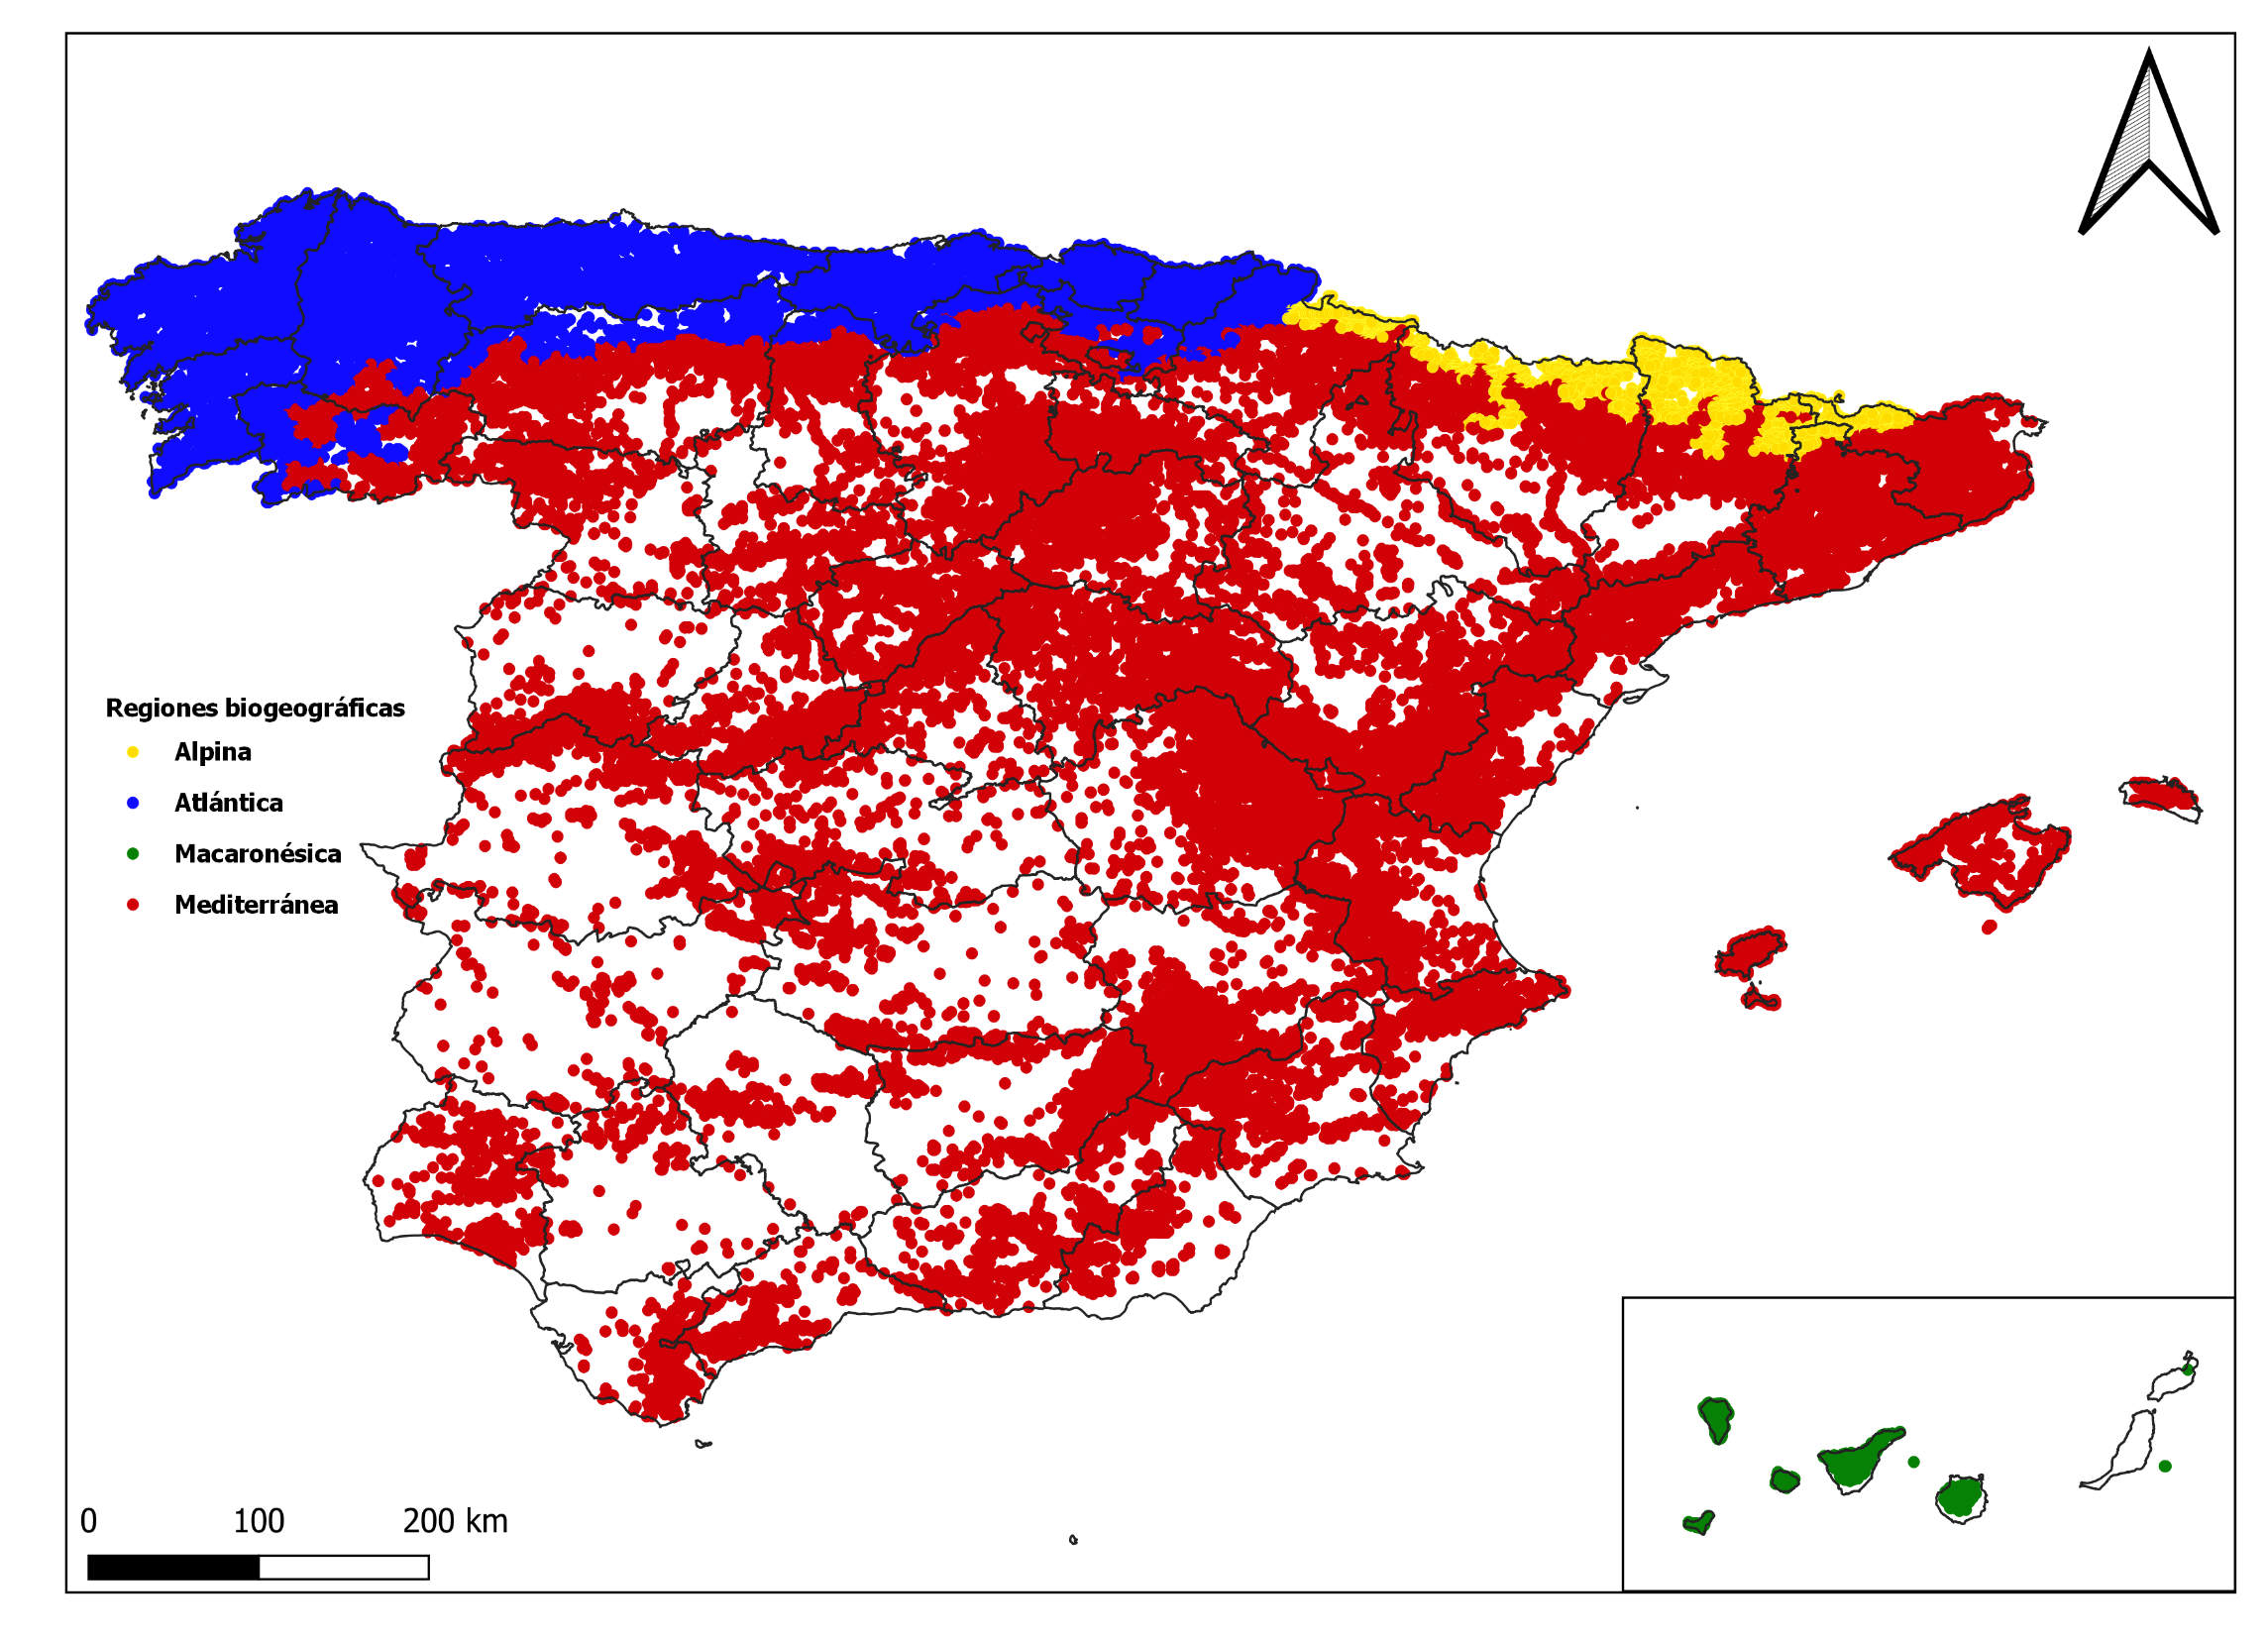 Regiones biogeográficas
Alpina
Atlántica
Macaronésica
Mediterránea
0 100 200 km